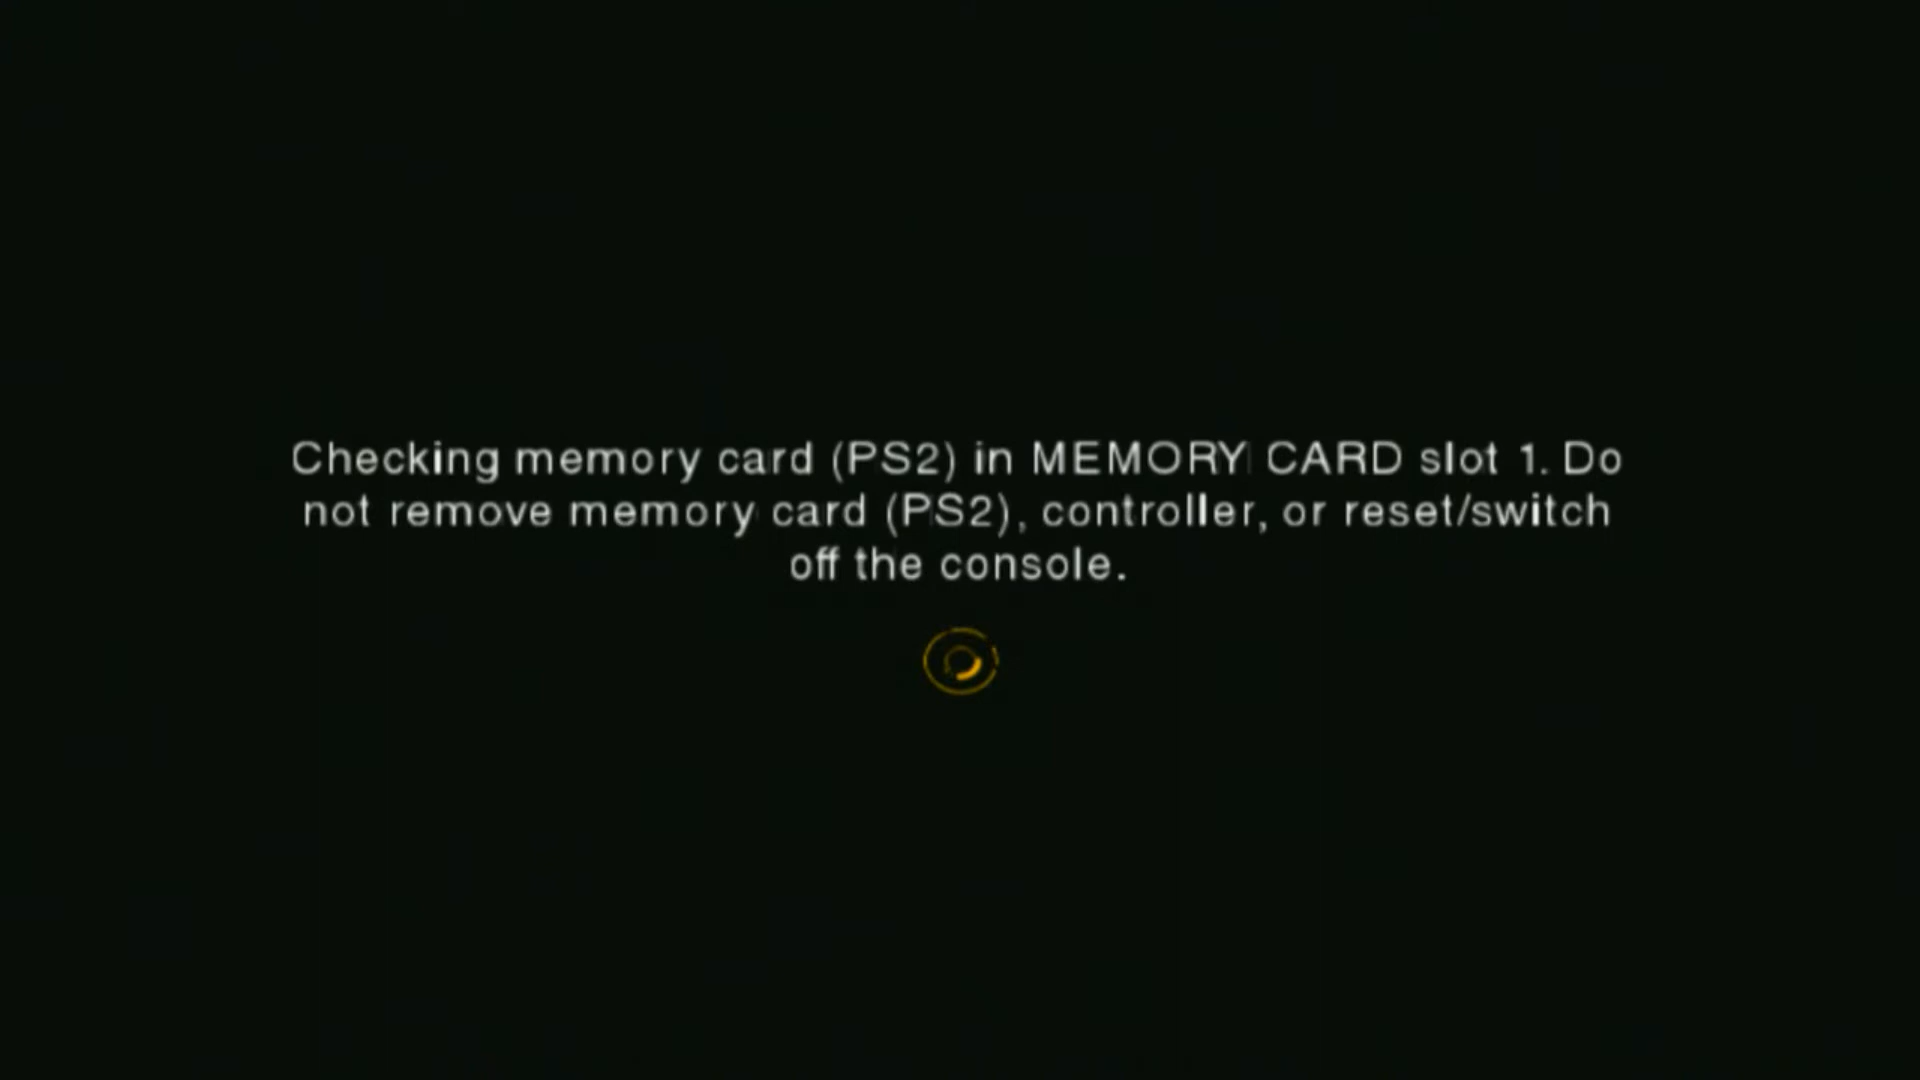 Checking memory card (PS2) in MEMORY CARD slot 1. Do
not remove memory card (PS2), controller, or reset/switch
off the console.